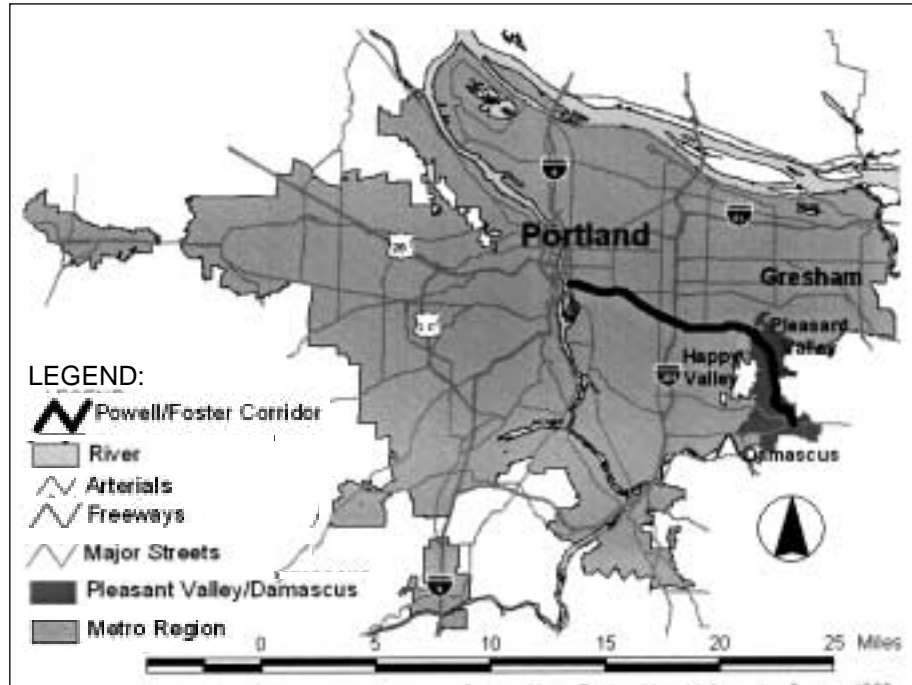 Portland
Gresham
Pleasant
Valley
Happy
Valley
Damascus
LEGEND:
Powell/Foster Corridor
River
Arterials
Freeways
Major Streets
Pleasant Valley/Damascus
Metro Region
0 5 10 15 20 25 Miles